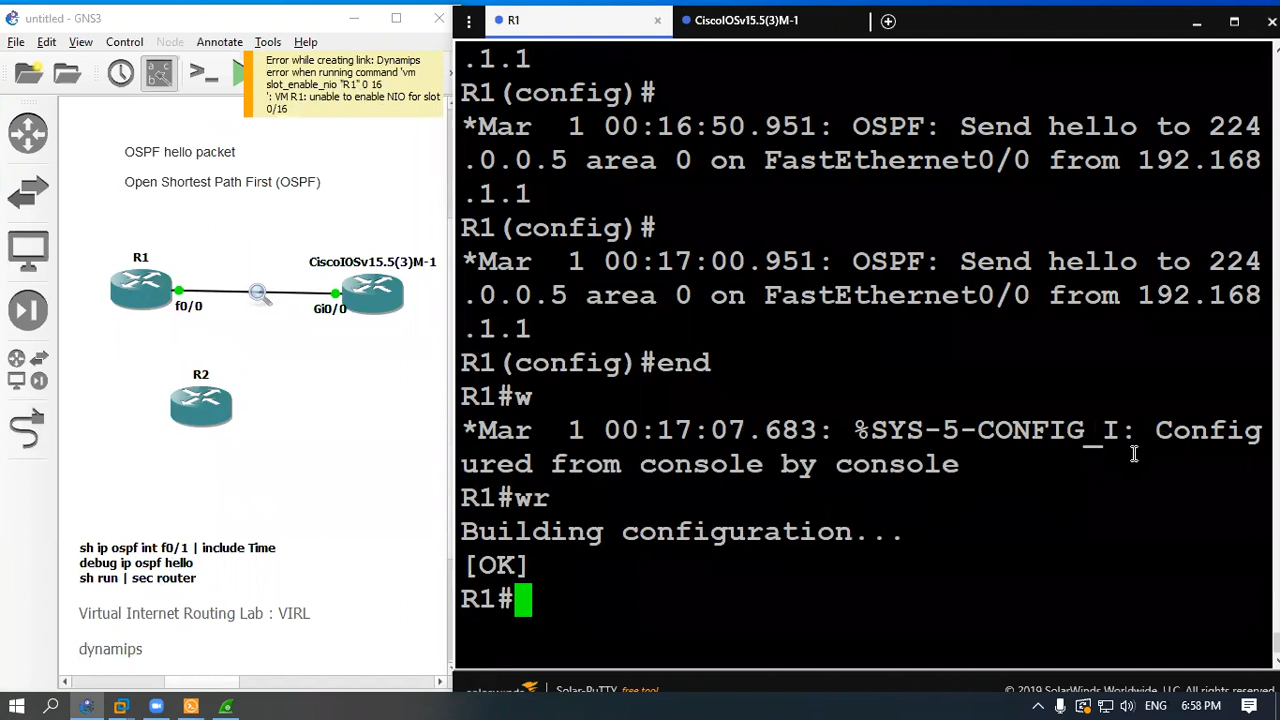 untitled - GNS3
File Edit View Control Node Annotate Tools Help
Error while creating link: Dynamips
error when running command 'vm
slot_enable_nio "R1" 0 16
': VM R1: unable to enable NIO for slot
0/16
OSPF hello packet
Open Shortest Path First (OSPF)
R1
CiscoIOSv15.5(3)M-1
f0/0
Gi0/0
R2
sh ip ospf int f0/1 | include Time
debug ip ospf hello
sh run | sec router
Virtual Internet Routing Lab : VIRL
dynamips
R1
CiscoIOSv15.5(3)M-1
.1.1
R1(config)#
*Mar  1 00:16:50.951: OSPF: Send hello to 224
.0.0.5 area 0 on FastEthernet0/0 from 192.168
.1.1
R1(config)#
*Mar  1 00:17:00.951: OSPF: Send hello to 224
.0.0.5 area 0 on FastEthernet0/0 from 192.168
.1.1
R1(config)#end
R1#w
*Mar  1 00:17:07.683: %SYS-5-CONFIG_I: Config
ured from console by console
R1#wr
Building configuration...
[OK]
R1#
solarwinds Solar-PuTTY free tool
© 2019 SolarWinds Worldwide, LLC. All rights reserved.
ENG 6:58 PM